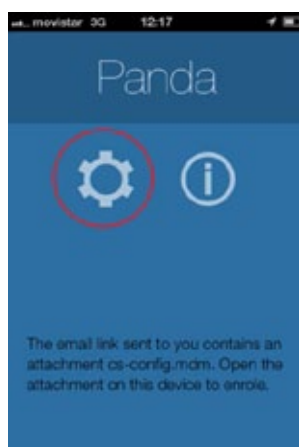 movistar 3G 12:17
Panda
The email link sent to you contains an
attachment cs-config.mdm. Open the
attachment on this device to enrole.